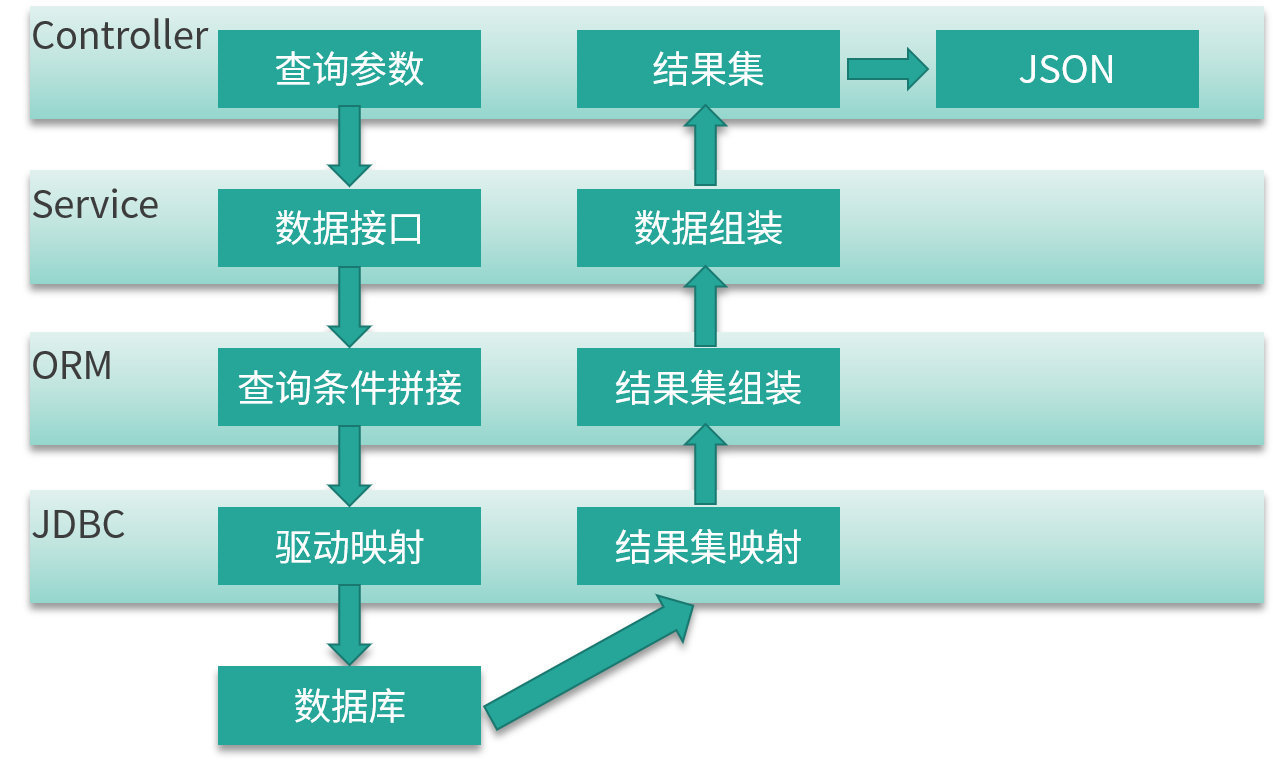 Controller
查询参数
结果集
JSON
Service
数据接口
数据组装
ORM
查询条件拼接
结果集组装
JDBC
驱动映射
结果集映射
数据库